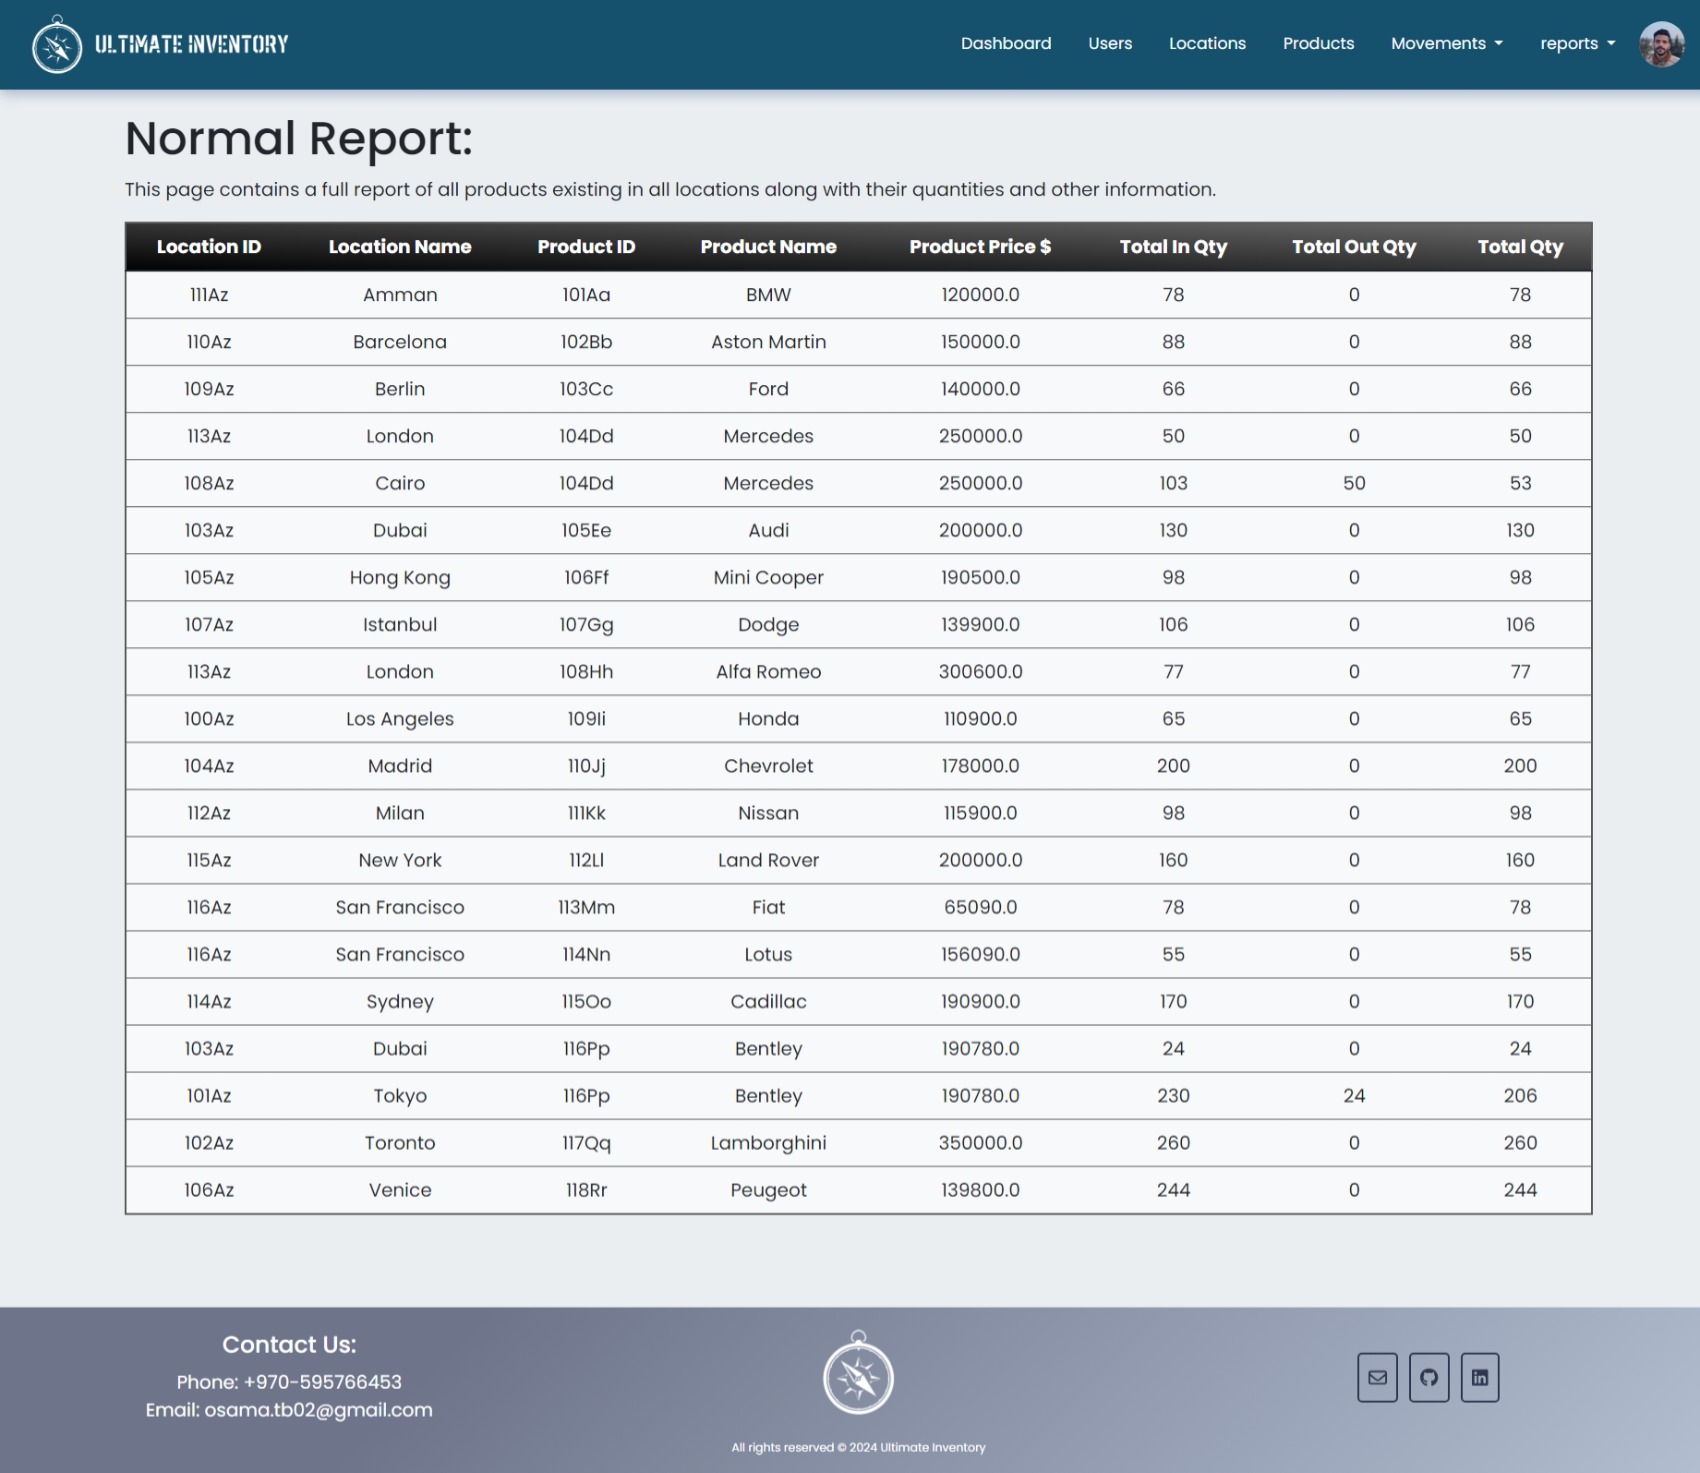 ULTIMATE INVENTORY Dashboard Users Locations Products Movements reports
Normal Report:
This page contains a full report of all products existing in all locations along with their quantities and other information.
Location ID Location Name Product ID Product Name Product Price $ Total In Qty Total Out Qty Total Qty
111Az Amman 101Aa BMW 120000.0 78 0 78
110Az Barcelona 102Bb Aston Martin 150000.0 88 0 88
109Az Berlin 103Cc Ford 140000.0 66 0 66
113Az London 104Dd Mercedes 250000.0 50 0 50
108Az Cairo 104Dd Mercedes 250000.0 103 50 53
103Az Dubai 105Ee Audi 200000.0 130 0 130
105Az Hong Kong 106Ff Mini Cooper 190500.0 98 0 98
107Az Istanbul 107Gg Dodge 139900.0 106 0 106
113Az London 108Hh Alfa Romeo 300600.0 77 0 77
100Az Los Angeles 109Ii Honda 110900.0 65 0 65
104Az Madrid 110Jj Chevrolet 178000.0 200 0 200
112Az Milan 111Kk Nissan 115900.0 98 0 98
115Az New York 112Ll Land Rover 200000.0 160 0 160
116Az San Francisco 113Mm Fiat 65090.0 78 0 78
116Az San Francisco 114Nn Lotus 156090.0 55 0 55
114Az Sydney 115Oo Cadillac 190900.0 170 0 170
103Az Dubai 116Pp Bentley 190780.0 24 0 24
101Az Tokyo 116Pp Bentley 190780.0 230 24 206
102Az Toronto 117Qq Lamborghini 350000.0 260 0 260
106Az Venice 118Rr Peugeot 139800.0 244 0 244
Contact Us:
Phone: +970-595766453
Email: osama.tb02@gmail.com
in
All rights reserved © 2024 Ultimate Inventory